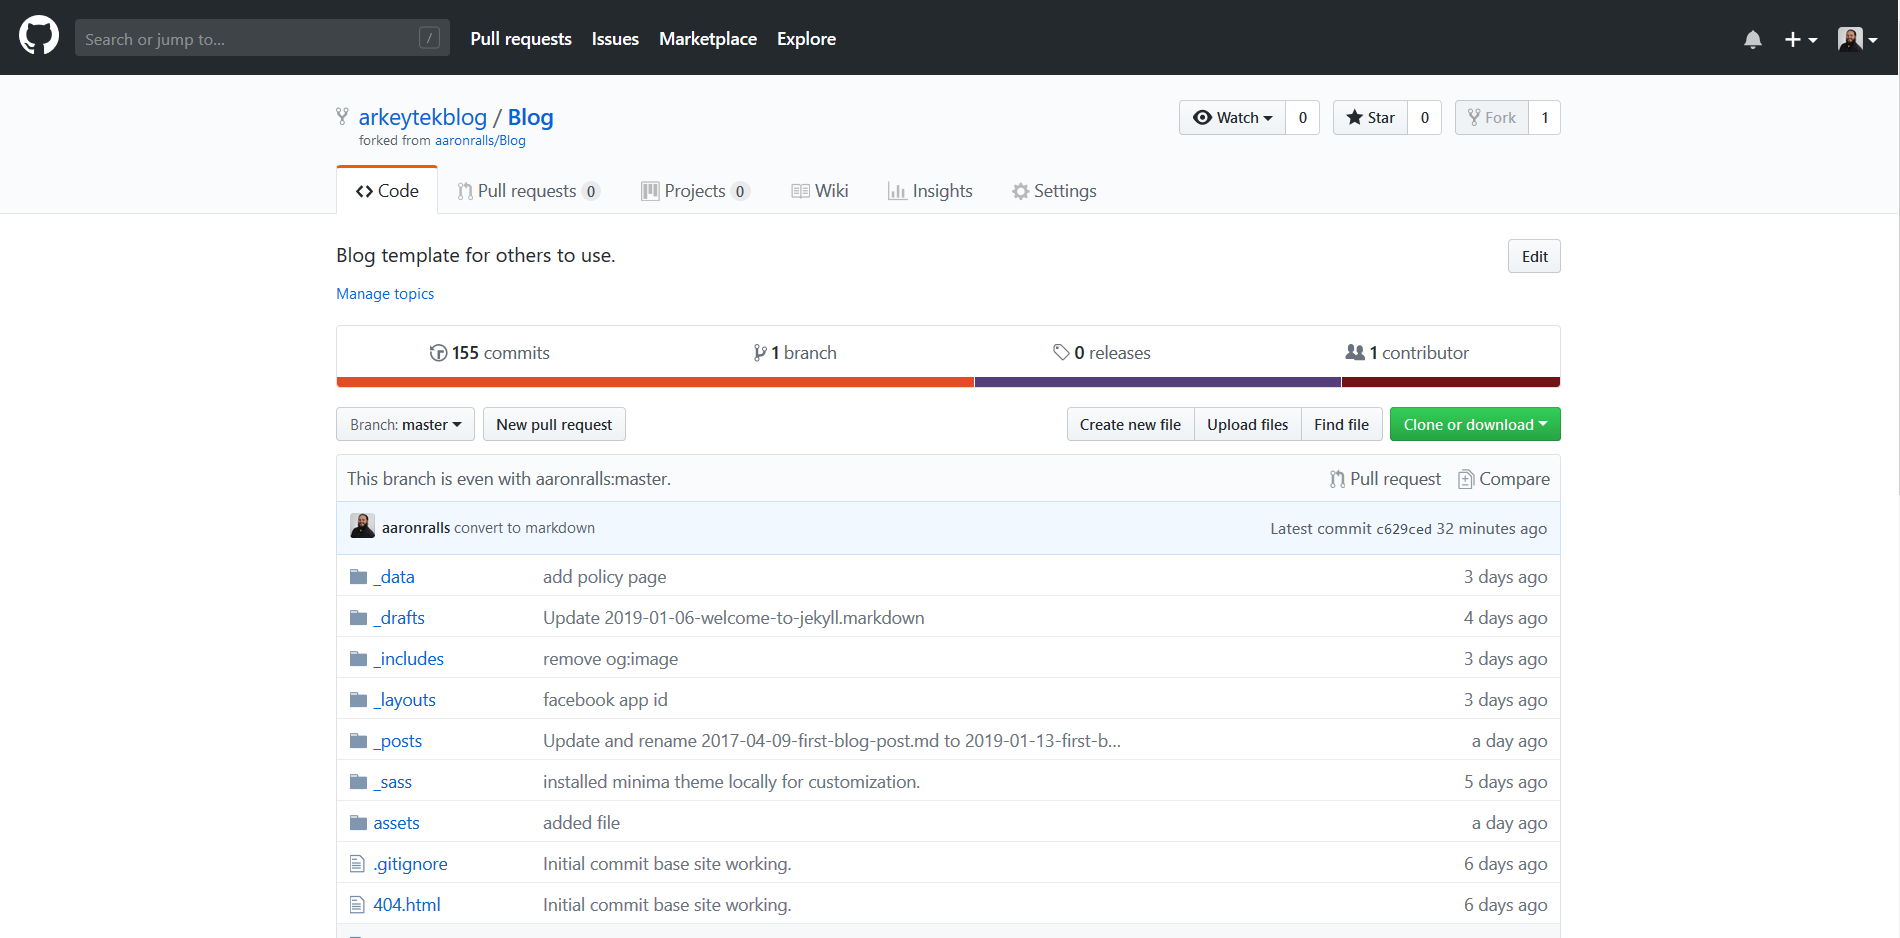 Search or jump to... /
Pull requests Issues Marketplace Explore
arkeytekblog / Blog
Watch 0 Star 0 Fork 1
forked from aaronralls/Blog
Code Pull requests 0 Projects 0 Wiki Insights Settings
Blog template for others to use. Edit
Manage topics
155 commits 1 branch 0 releases 1 contributor
Branch: master New pull request Create new file Upload files Find file Clone or download
This branch is even with aaronralls:master. Pull request Compare
aaronralls convert to markdown Latest commit c629ced 32 minutes ago
_data add policy page 3 days ago
_drafts Update 2019-01-06-welcome-to-jekyll.markdown 4 days ago
_includes remove og:image 3 days ago
_layouts facebook app id 3 days ago
_posts Update and rename 2017-04-09-first-blog-post.md to 2019-01-13-first-b... a day ago
_sass installed minima theme locally for customization. 5 days ago
assets added file a day ago
.gitignore Initial commit base site working. 6 days ago
404.html Initial commit base site working. 6 days ago